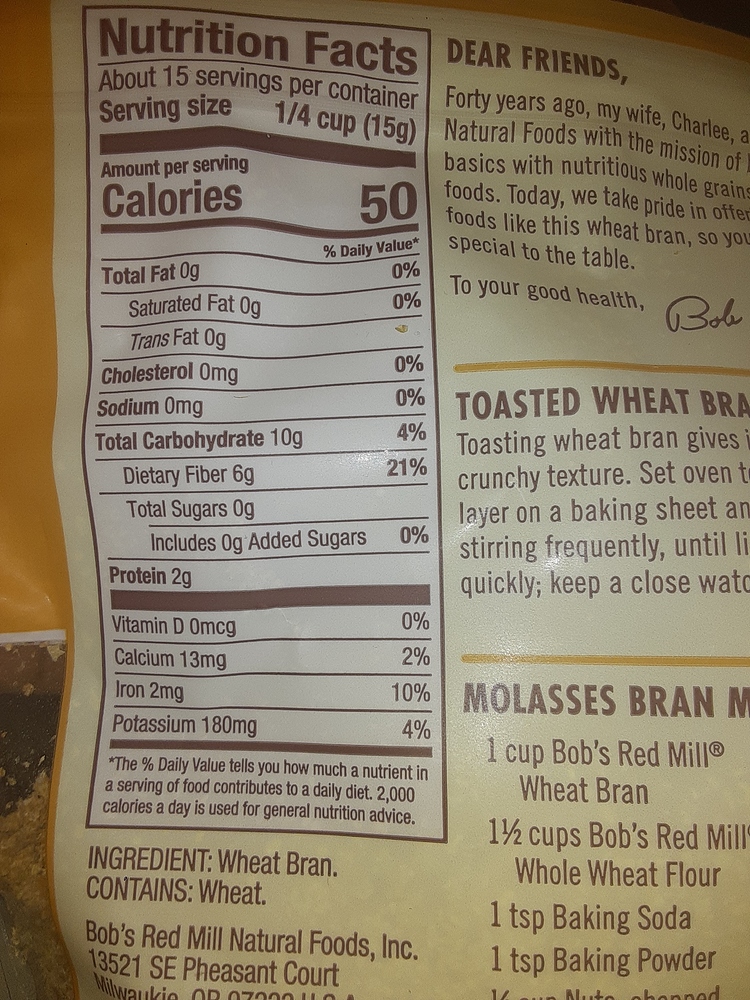 Nutrition Facts
About 15 servings per container
Serving size 1/4 cup (15g)
Amount per serving
Calories 50
% Daily Value*
Total Fat 0g 0%
Saturated Fat 0g 0%
Trans Fat 0g
Cholesterol 0mg 0%
Sodium 0mg 0%
Total Carbohydrate 10g 4%
Dietary Fiber 6g 21%
Total Sugars 0g
Includes 0g Added Sugars 0%
Protein 2g
Vitamin D 0mcg 0%
Calcium 13mg 2%
Iron 2mg 10%
Potassium 180mg 4%
*The % Daily Value tells you how much a nutrient in
a serving of food contributes to a daily diet. 2,000
calories a day is used for general nutrition advice.
INGREDIENT: Wheat Bran.
CONTAINS: Wheat.
Bob's Red Mill Natural Foods, Inc.
13521 SE Pheasant Court
Milwaukie, OR
DEAR FRIENDS,
Forty years ago, my wife, Charlee,
Natural Foods with the mission of
basics with nutritious whole grains
foods. Today, we take pride in
foods like this wheat bran, so you
special to the table.
To your good health,
Bob
TOASTED WHEAT
Toasting wheat bran gives
crunchy texture. Set oven
layer on a baking sheet
stirring frequently, until
quickly; keep a close
MOLASSES BRAN
1 cup Bob's Red Mill®
Wheat Bran
1½ cups Bob's Red Mill
Whole Wheat Flour
1 tsp Baking Soda
1 tsp Baking Powder
cup Nuts, chopped